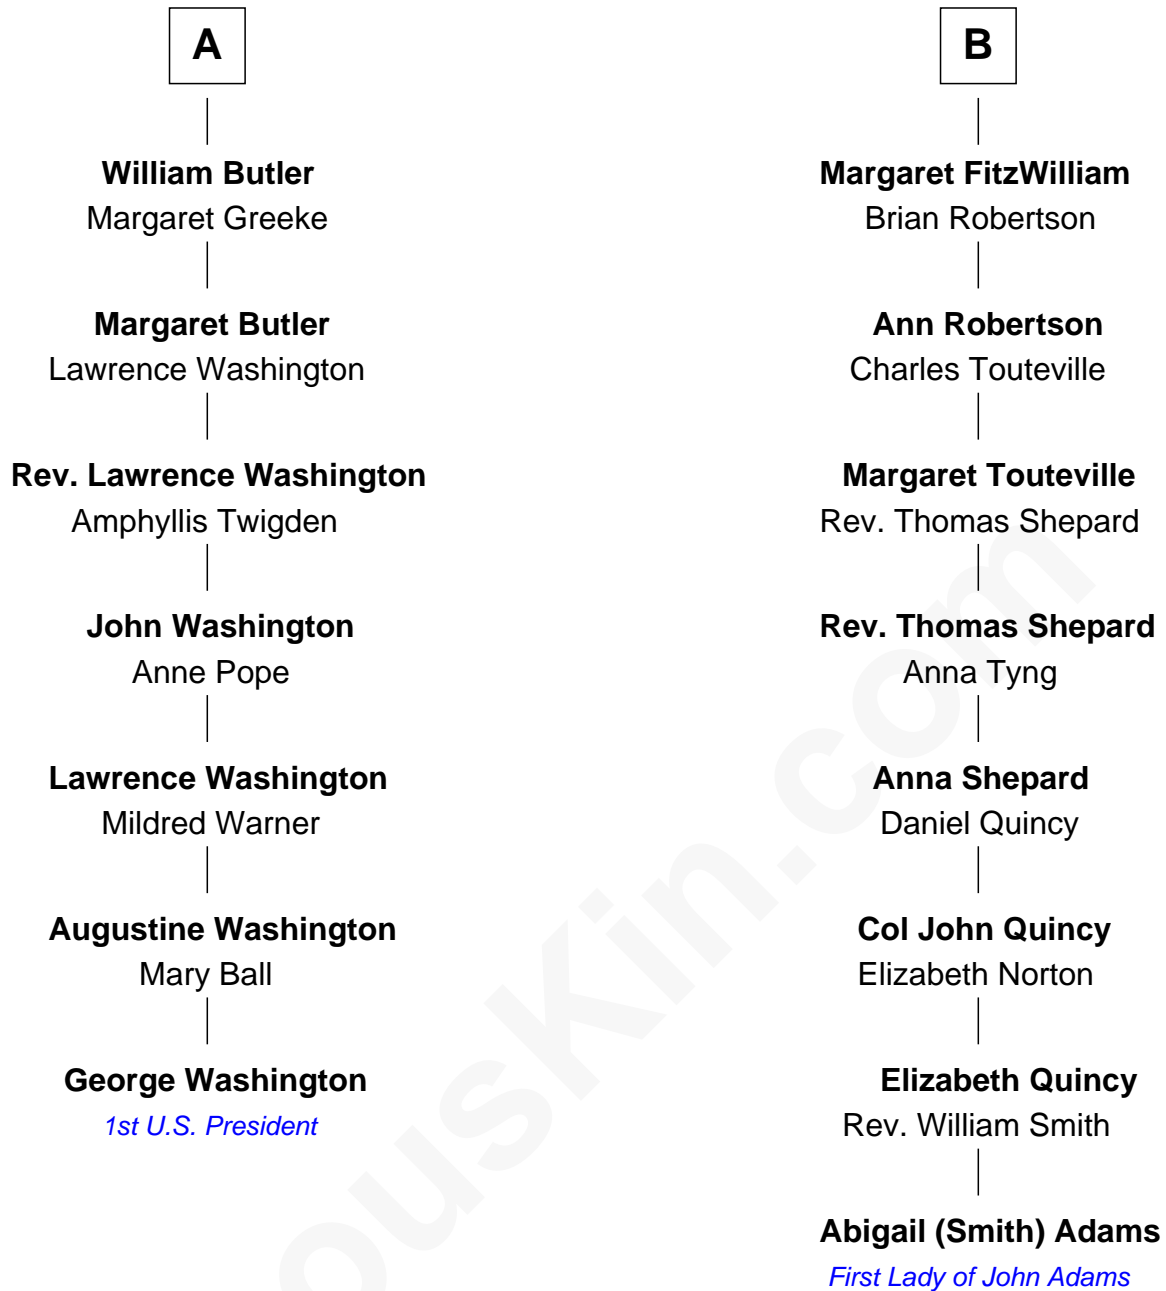 A
William Butler
Margaret Greeke
Margaret Butler
Lawrence Washington
Rev. Lawrence Washington
Amphyllis Twigden
John Washington
Anne Pope
Lawrence Washington
Mildred Warner
Augustine Washington
Mary Ball
George Washington
1st U.S. President
B
Margaret FitzWilliam
Brian Robertson
Ann Robertson
Charles Touteville
Margaret Touteville
Rev. Thomas Shepard
Rev. Thomas Shepard
Anna Tyng
Anna Shepard
Daniel Quincy
Col John Quincy
Elizabeth Norton
Elizabeth Quincy
Rev. William Smith
Abigail (Smith) Adams
First Lady of John Adams
ousKin.com